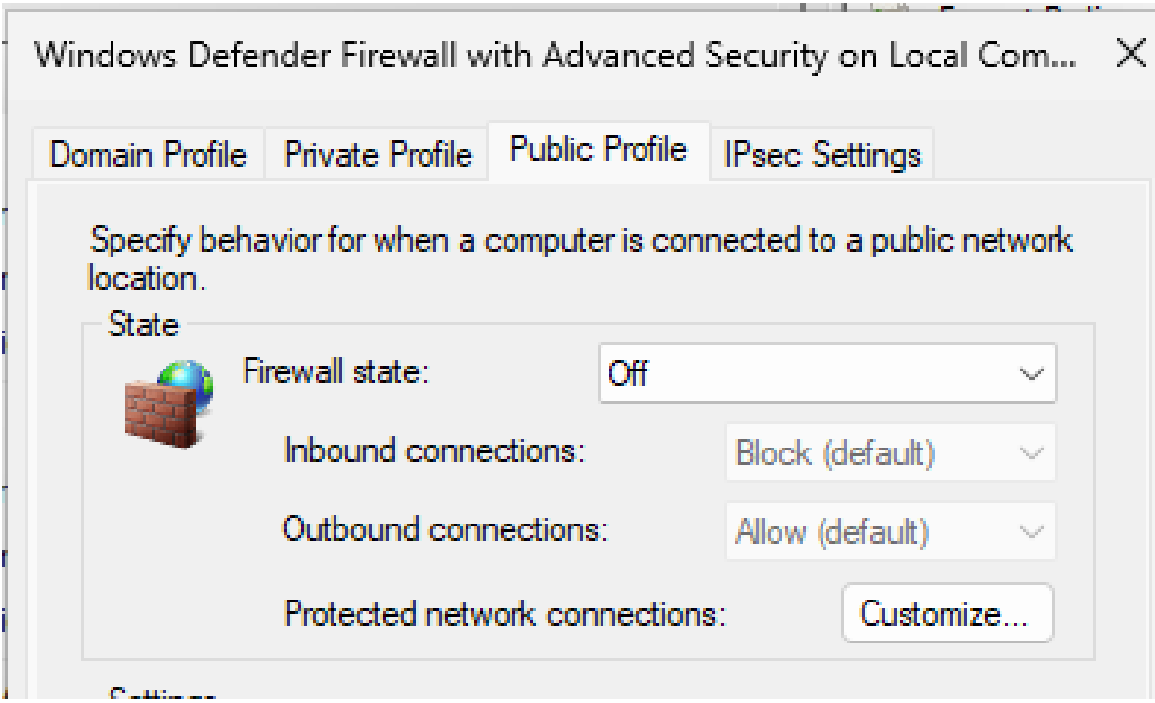 Windows Defender Firewall with Advanced Security on Local Com...
Domain Profile
Private Profile
Public Profile
IPsec Settings
Specify behavior for when a computer is connected to a public network
location.
State
Firewall state:
Off
Inbound connections:
Block (default)
Outbound connections:
Allow (default)
Protected network connections:
Customize...
Settings